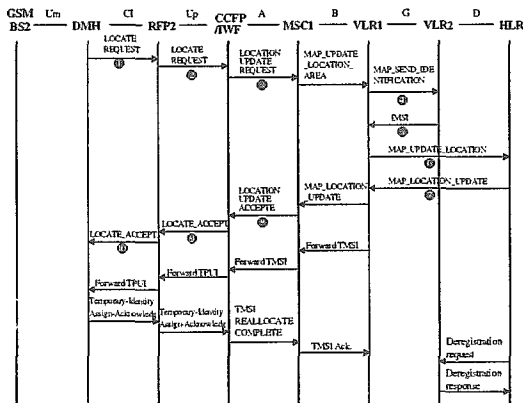 GSM BS2 Um DMH CI RFP2 Up CCFP /IWF A MSC1 B VLR1 G VLR2 D HLR
LOCATE
REQUEST
LOCATE
REQUEST
LOCATION
UPDATE
REQUEST
MAP_UPDATE
_LOCATION_
AREA
MAP_SEND_IDE
NTIFICATION
IMSI
MAP_UPDATE_LOCATION
MAP_LOCATION_UPDATE
MAP_LOCATION
_UPDATE
LOCATION
UPDATE
ACCEPTE
LOCATE_ACCEPT
LOCATE_ACCEPT
Forward TMSI
Forward TMSI
Forward TPUI
Forward TPUI
Temporary-Identity
Assign-Acknowledg
Temporary-Identity
Assign-Acknowledg
TMSI
REALLOCATE
COMPLETE
TMSI Ack.
Deregistration
request
Deregistration
response